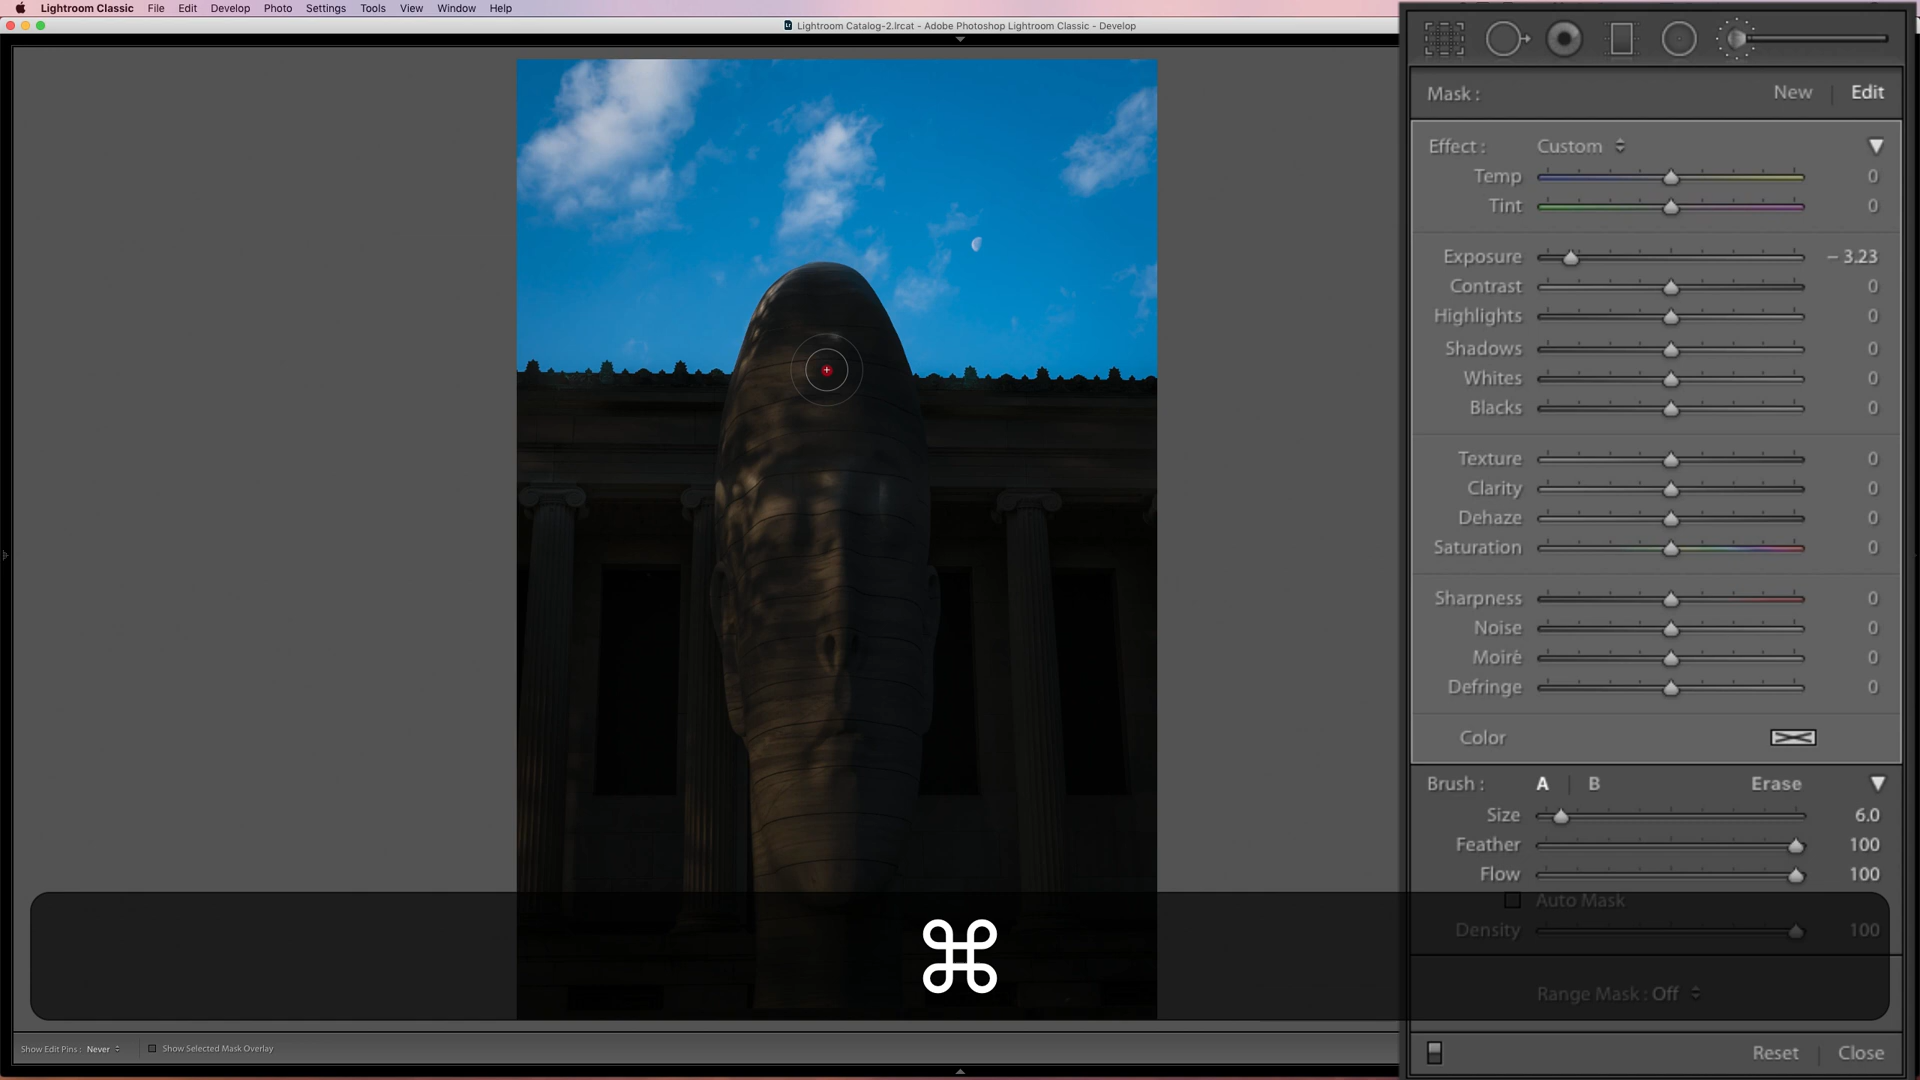 Lightroom Classic File Edit Develop Photo Settings Tools View Window Help
Lightroom Catalog-2.lrcat - Adobe Photoshop Lightroom Classic - Develop
Mask : New Edit
Effect : Custom
Temp 0
Tint 0
Exposure – 3.23
Contrast 0
Highlights 0
Shadows 0
Whites 0
Blacks 0
Texture 0
Clarity 0
Dehaze 0
Saturation 0
Sharpness 0
Noise 0
Moiré 0
Defringe 0
Color
Brush : A B Erase
Size 6.0
Feather 100
Flow 100
Auto Mask
Density 100
Range Mask : Off
Show Edit Pins : Never Show Selected Mask Overlay
Reset Close